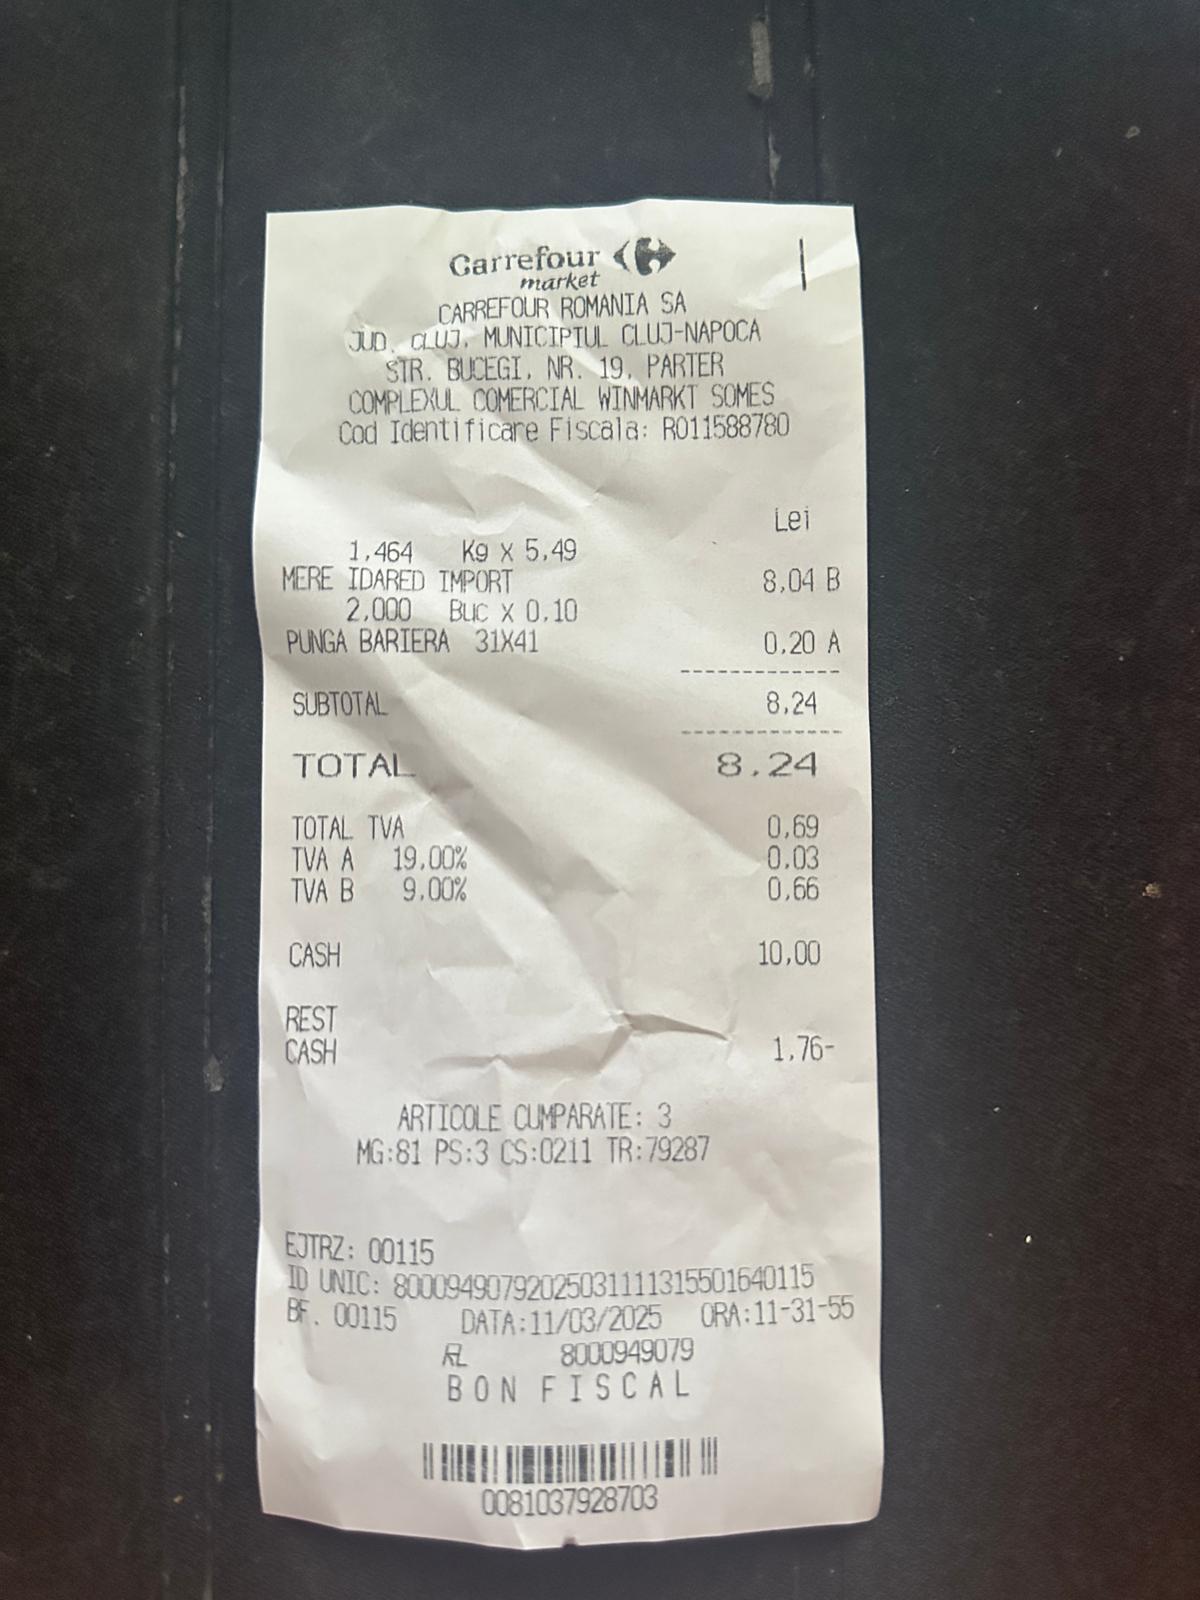 Carrefour
market
CARREFOUR ROMANIA SA
JUD. CLUJ, MUNICIPIUL CLUJ-NAPOCA
STR. BUCEGI, NR. 19, PARTER
COMPLEXUL COMERCIAL WINMARKT SOMES
Cod Identificare Fiscala: RO11588780
Lei
1,464 Kg X 5,49
MERE IDARED IMPORT 8,04 B
2,000 Buc X 0,10
PUNGA BARIERA 31X41 0,20 A
SUBTOTAL 8,24
TOTAL 8,24
TOTAL TVA 0,69
TVA A 19,00% 0,03
TVA B 9,00% 0,66
CASH 10,00
REST
CASH 1,76-
ARTICOLE CUMPARATE: 3
MG:81 PS:3 CS:0211 TR:79287
EJTRZ: 00115
ID UNIC: 8000949079202503111131550164​0115
BF. 00115 DATA:11/03/2025 ORA:11-31-55
8000949079
BON FISCAL
0081037928703